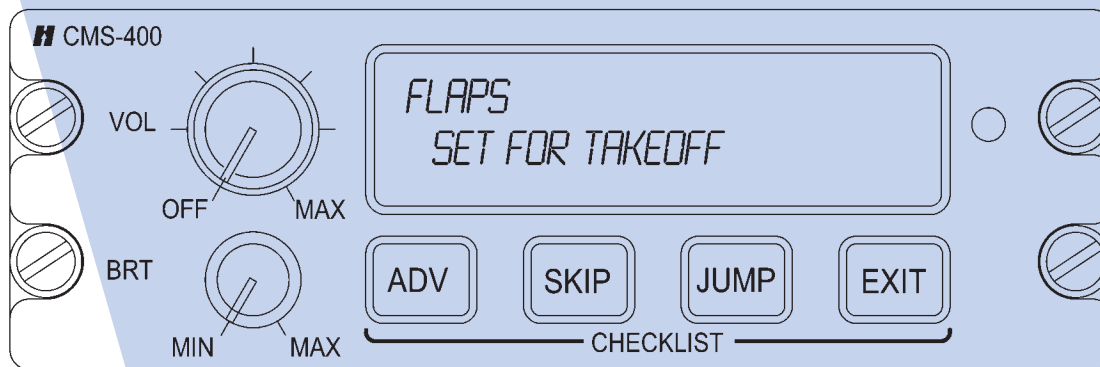 CMS-400
VOL
OFF
MAX
BRT
MIN
MAX
FLAPS
SET FOR TAKEOFF
ADV
SKIP
JUMP
EXIT
CHECKLIST